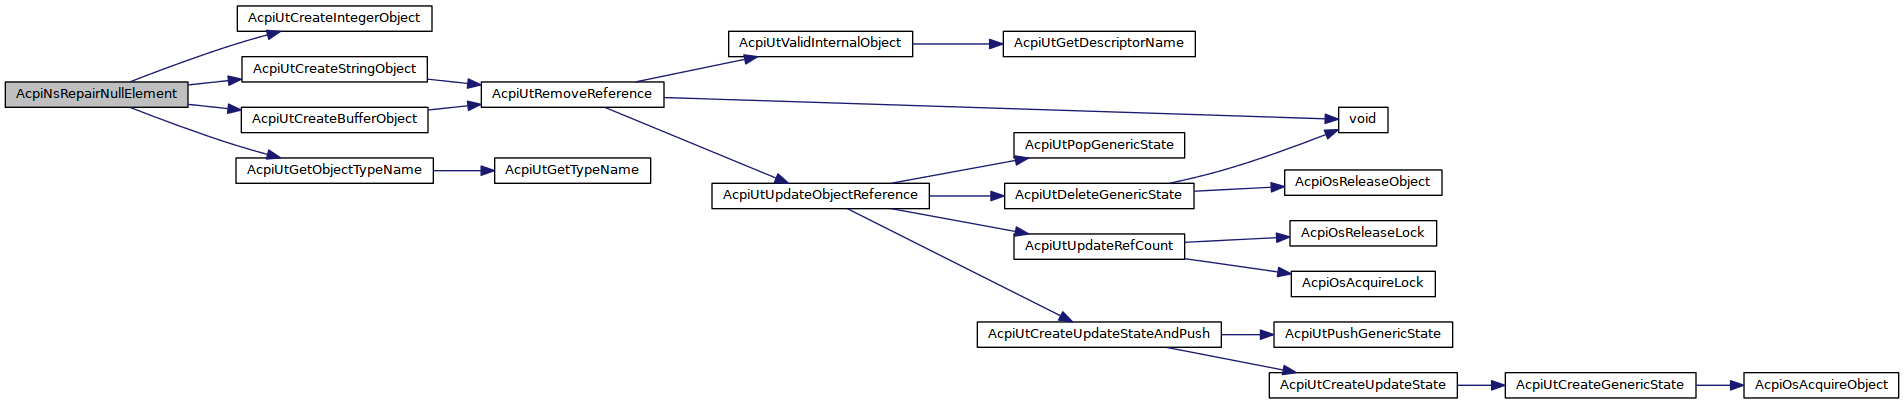 AcpiNsRepairNullElement
AcpiUtCreateIntegerObject
AcpiUtCreateStringObject
AcpiUtCreateBufferObject
AcpiUtGetObjectTypeName
AcpiUtRemoveReference
AcpiUtGetTypeName
AcpiUtValidInternalObject
AcpiUtUpdateObjectReference
AcpiUtGetDescriptorName
AcpiUtPopGenericState
AcpiUtDeleteGenericState
AcpiUtUpdateRefCount
AcpiUtCreateUpdateStateAndPush
void
AcpiOsReleaseObject
AcpiOsReleaseLock
AcpiOsAcquireLock
AcpiUtPushGenericState
AcpiUtCreateUpdateState
AcpiUtCreateGenericState
AcpiOsAcquireObject